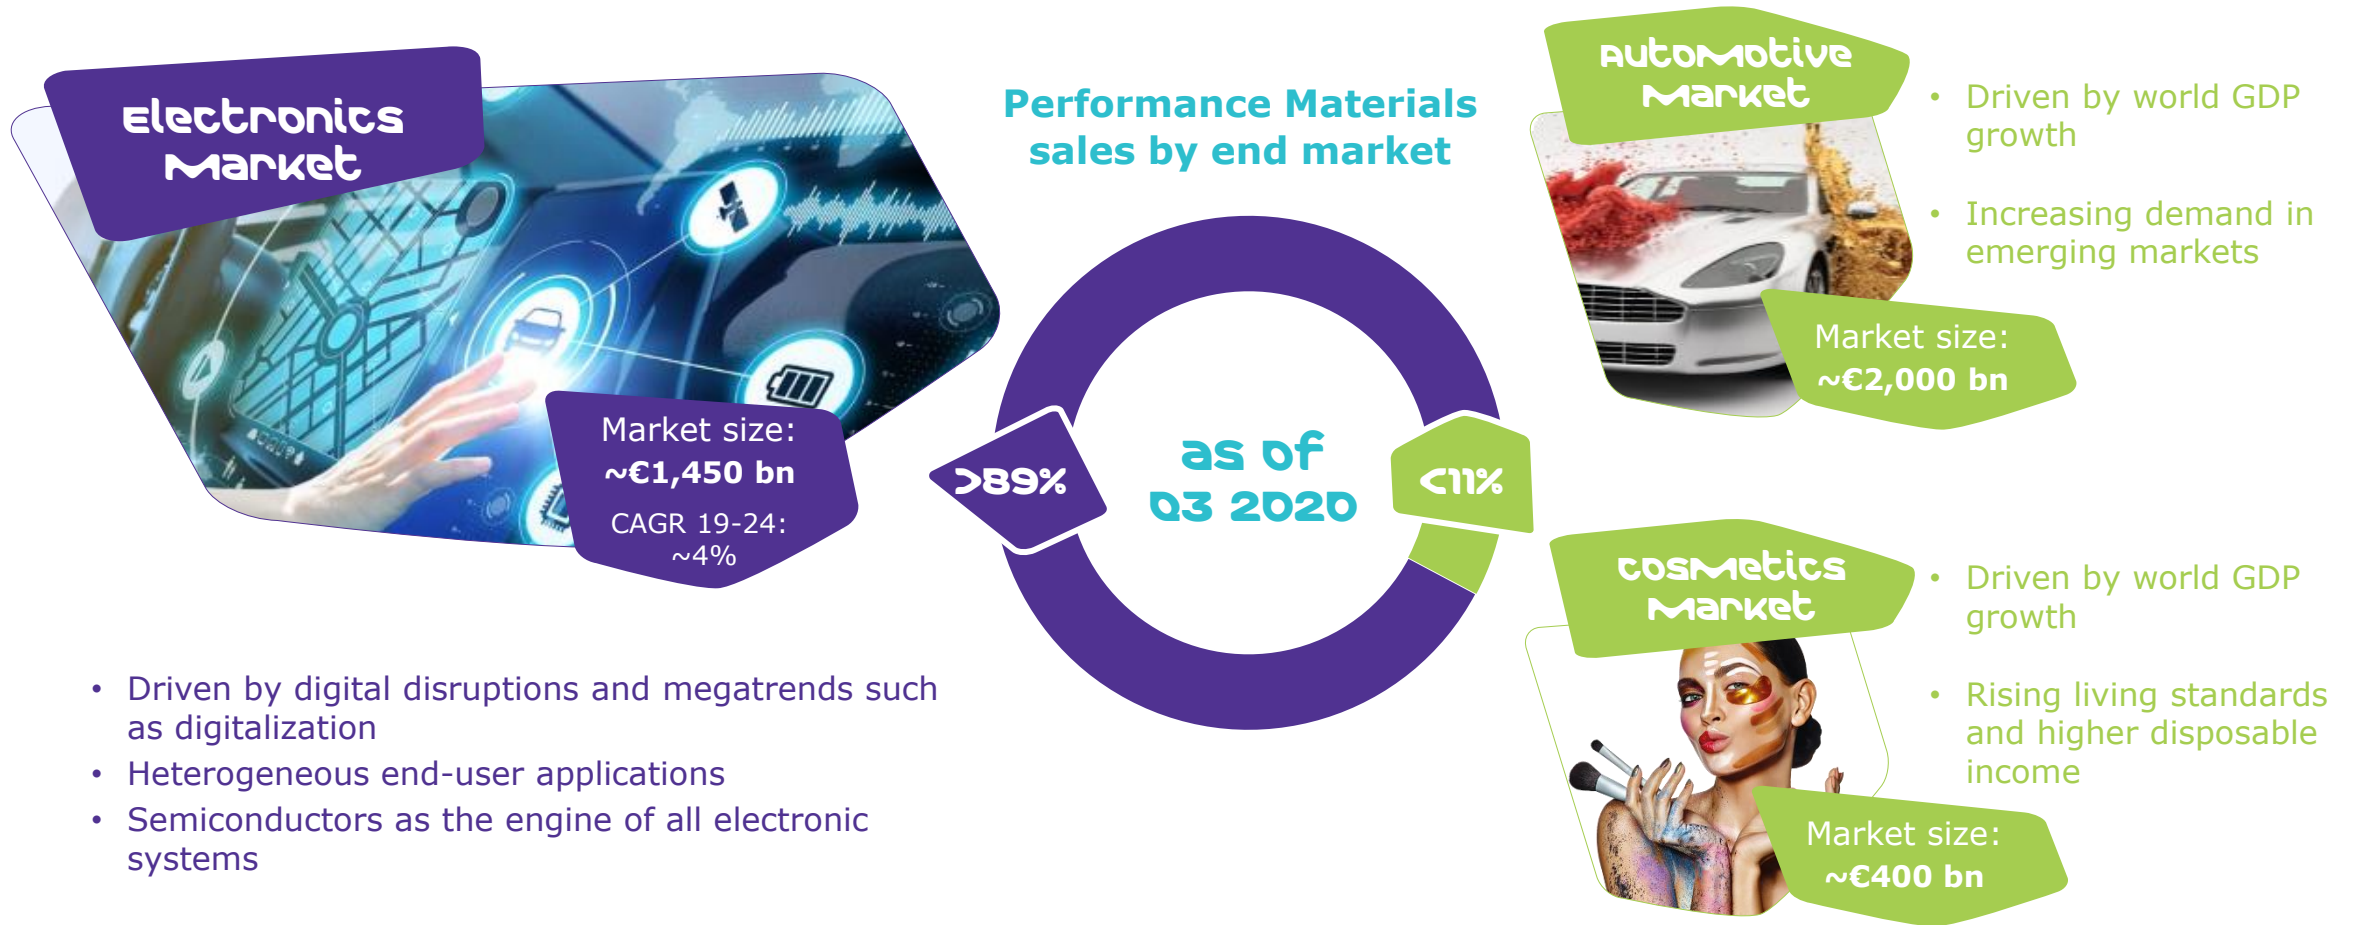 Electronics
Market
Market size:
~€1,450 bn
CAGR 19-24:
~4%
• Driven by digital disruptions and megatrends such
as digitalization
• Heterogeneous end-user applications
• Semiconductors as the engine of all electronic
systems
Performance Materials
sales by end market
>89%
as of
Q3 2020
<11%
Automotive
Market
• Driven by world GDP
growth
• Increasing demand in
emerging markets
Market size:
~€2,000 bn
Cosmetics
Market
• Driven by world GDP
growth
• Rising living standards
and higher disposable
income
Market size:
~€400 bn